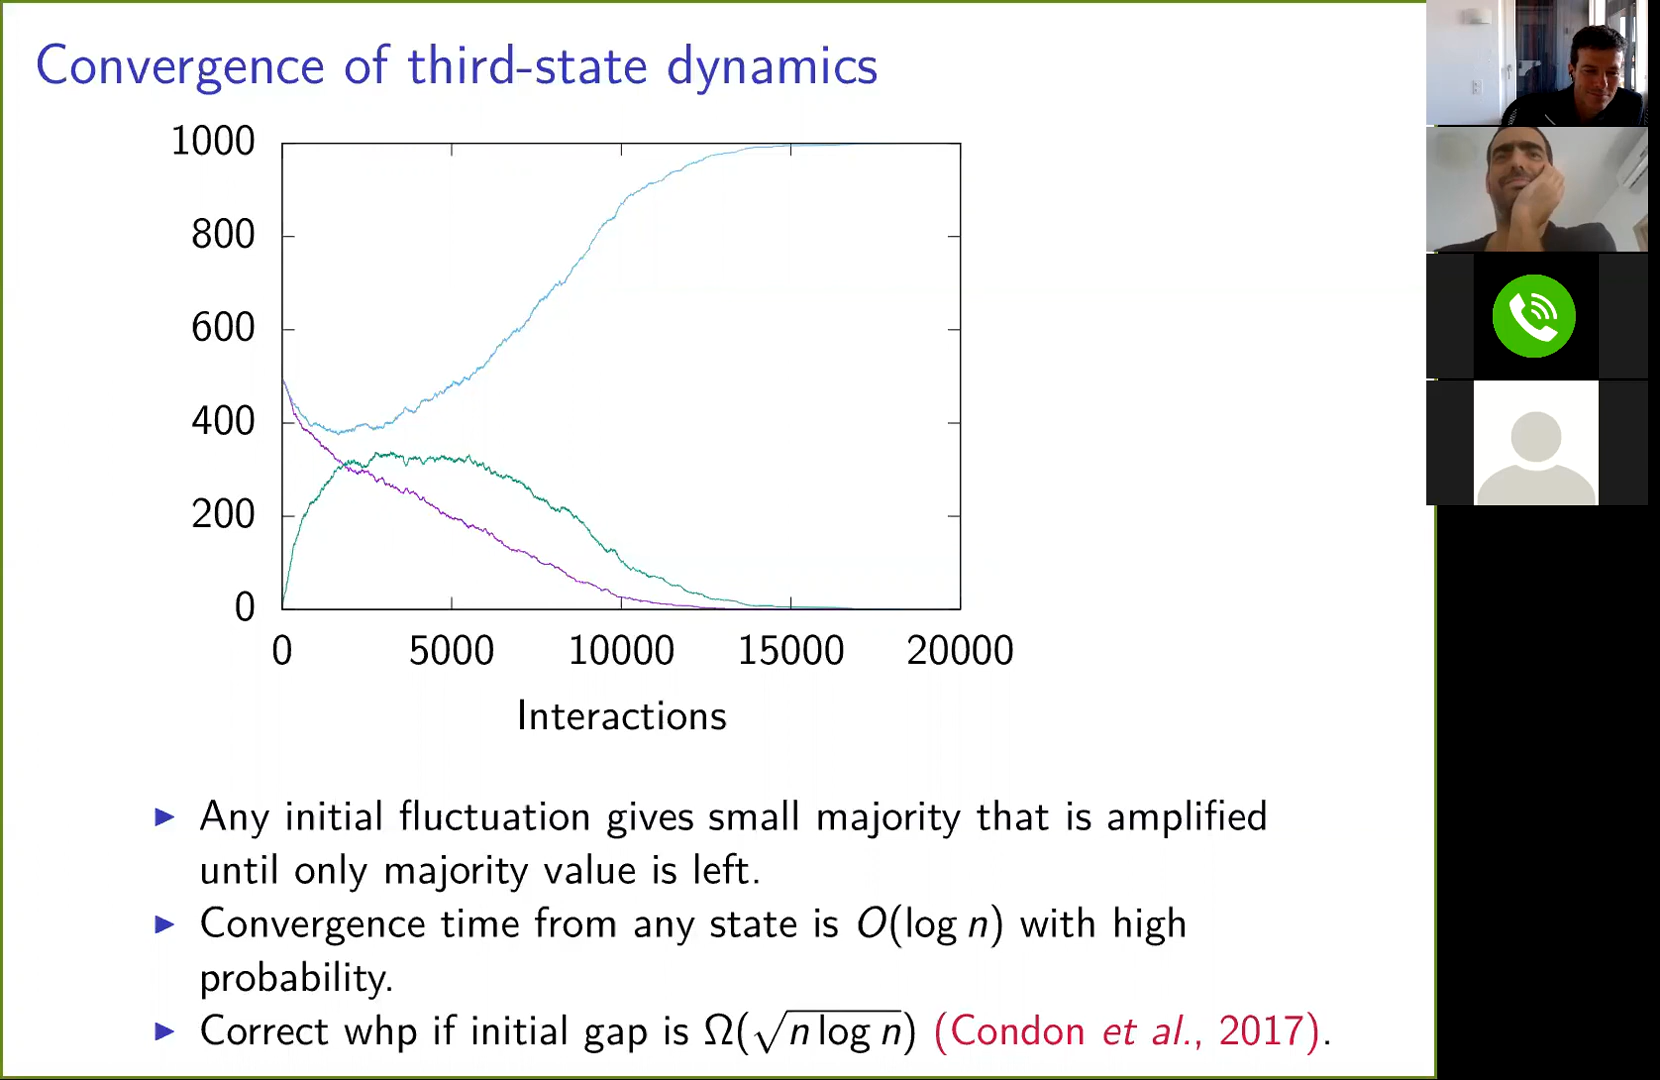 Convergence of third-state dynamics
1000
800
600
400
200
0
0 5000 10000 15000 20000
Interactions
Any initial fluctuation gives small majority that is amplified
until only majority value is left.
Convergence time from any state is O(log n) with high
probability.
Correct whp if initial gap is Ω(√n log n) (Condon et al., 2017).